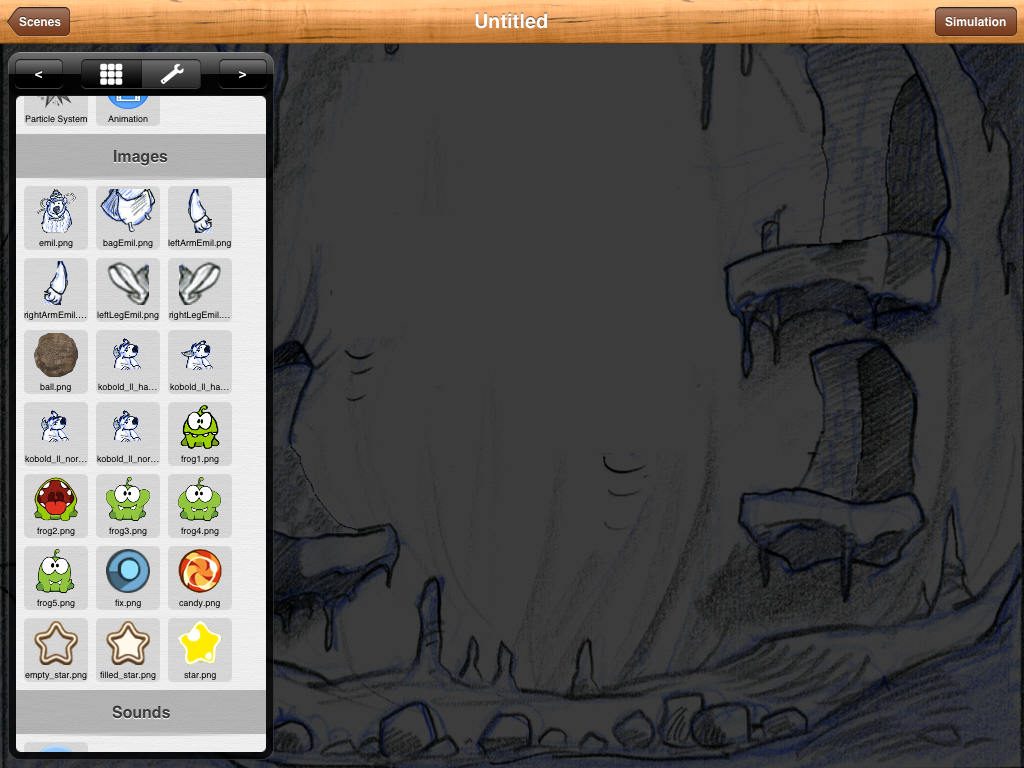 Scenes
Untitled
Simulation
<
>
Particle System
Animation
Images
emil.png
bagEmil.png
leftArmEmil.png
rightArmEmil....
leftLegEmil.png
rightLegEmil....
ball.png
kobold_ll_ha...
kobold_ll_ha...
kobold_ll_nor...
kobold_ll_nor...
frog1.png
frog2.png
frog3.png
frog4.png
frog5.png
fix.png
candy.png
empty_star.png
filled_star.png
star.png
Sounds